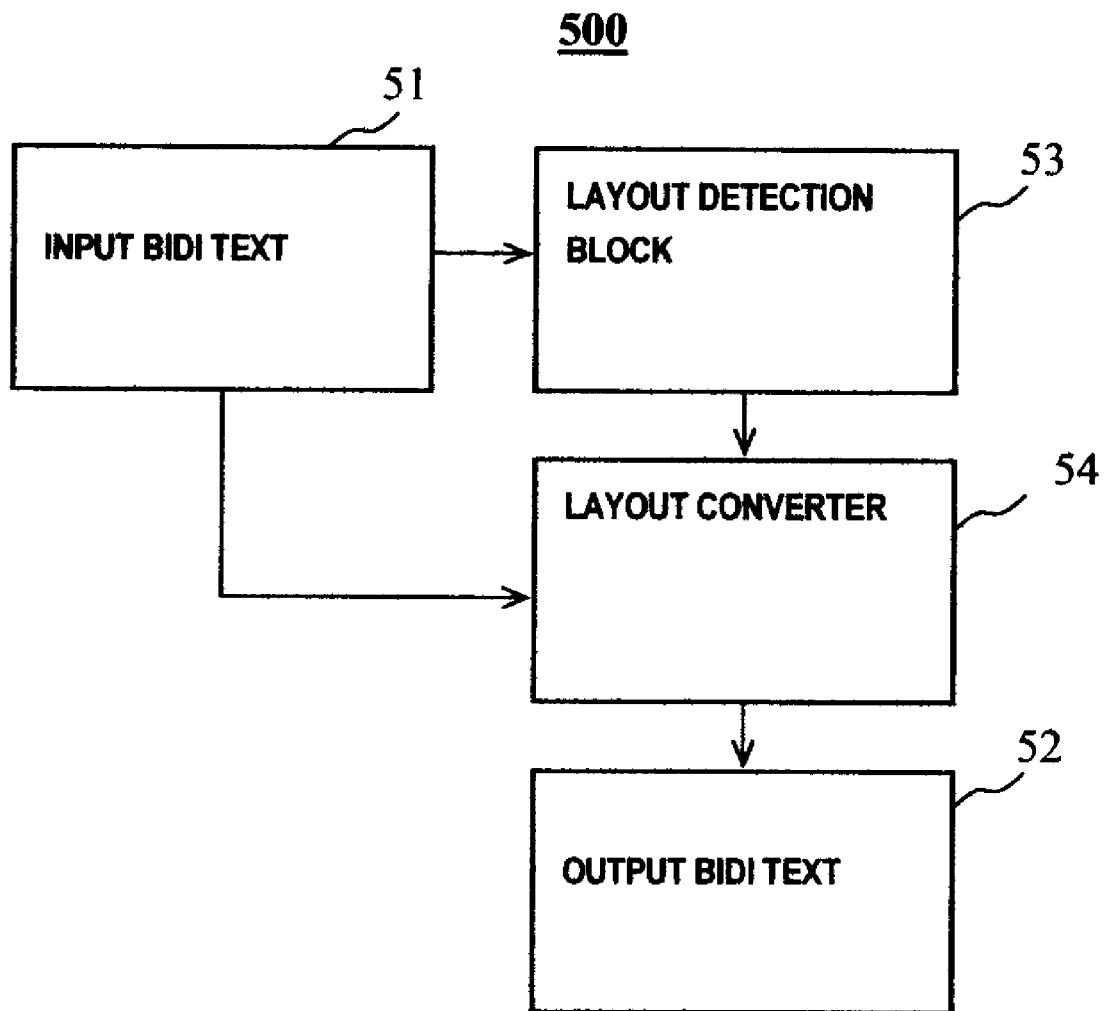 500
51
INPUT BIDI TEXT
53
LAYOUT DETECTION
BLOCK
54
LAYOUT CONVERTER
52
OUTPUT BIDI TEXT